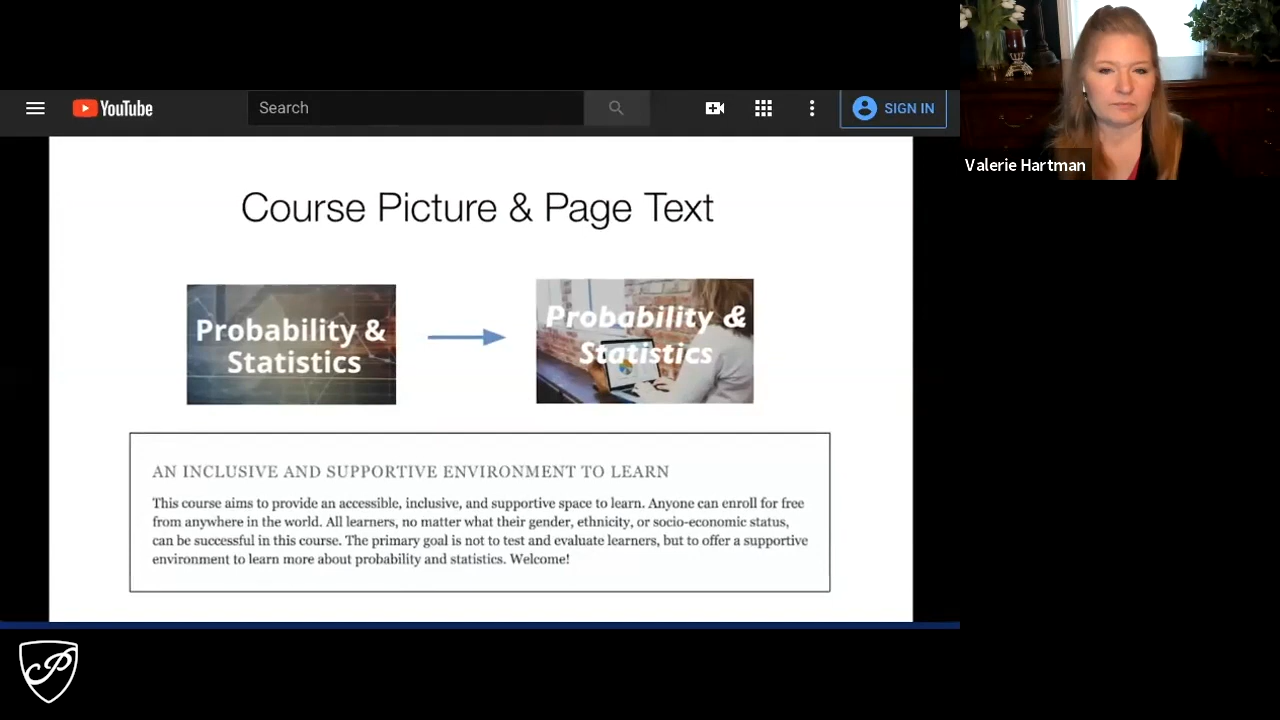 YouTube
Search
SIGN IN
Valerie Hartman
Course Picture & Page Text
Probability &
Statistics
Probability &
Statistics
AN INCLUSIVE AND SUPPORTIVE ENVIRONMENT TO LEARN
This course aims to provide an accessible, inclusive, and supportive space to learn. Anyone can enroll for free
from anywhere in the world. All learners, no matter what their gender, ethnicity, or socio-economic status,
can be successful in this course. The primary goal is not to test and evaluate learners, but to offer a supportive
environment to learn more about probability and statistics. Welcome!
CP